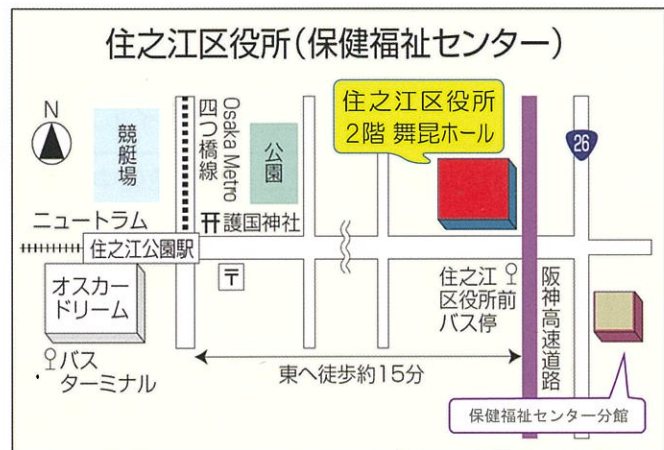 住之江区役所(保健福祉センター)
N
競艇場
Osaka Metro
四つ橋線
公園
住之江区役所
2階 舞昆ホール
26
ニュートラム
住之江公園駅
護国神社
〒
オスカー
ドリーム
バス
ターミナル
住之江
区役所前
バス停
阪神高速道路
東へ徒歩約15分
保健福祉センター分館